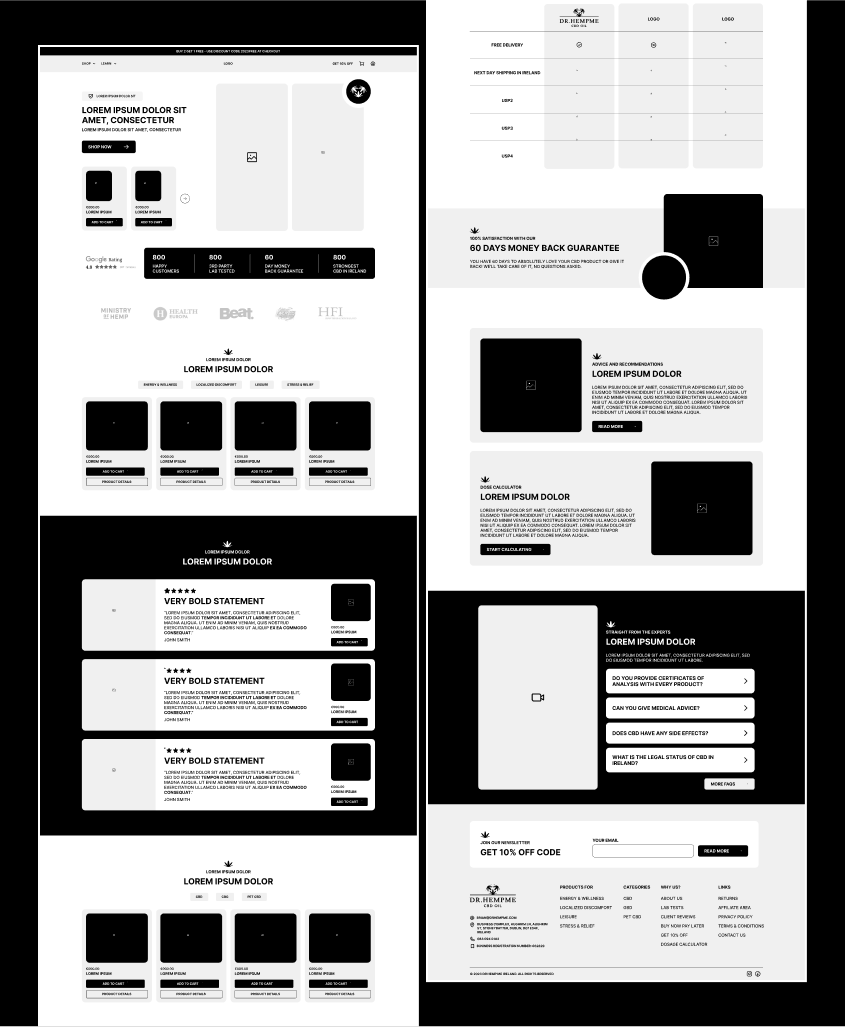 BUY 2 GET 1 FREE - USE DISCOUNT CODE 2023FREE AT CHECKOUT
SHOP
LEARN
LOGO
GET 10% OFF
LOREM IPSUM DOLOR SIT
LOREM IPSUM DOLOR SIT
AMET, CONSECTETUR
LOREM IPSUM DOLOR SIT AMET, CONSECTETUR
SHOP NOW
€000.00
LOREM IPSUM
ADD TO CART
€000.00
LOREM IPSUM
ADD TO CART
Google Rating
4.8
800
HAPPY
CUSTOMERS
800
3RD PARTY
LAB TESTED
60
DAY MONEY
BACK GUARANTEE
800
STRONGEST
CBD IN IRELAND
MINISTRY
OF HEMP
HEALTH
Beat.
HFI
LOREM IPSUM DOLOR
LOREM IPSUM DOLOR
ENERGY & WELLNESS
LOCALIZED DISCOMFORT
LEISURE
STRESS & RELIEF
€000.00
LOREM IPSUM
ADD TO CART
PRODUCT DETAILS
€000.00
LOREM IPSUM
ADD TO CART
PRODUCT DETAILS
€000.00
LOREM IPSUM
ADD TO CART
PRODUCT DETAILS
€000.00
LOREM IPSUM
ADD TO CART
PRODUCT DETAILS
LOREM IPSUM DOLOR
LOREM IPSUM DOLOR
VERY BOLD STATEMENT
"LOREM IPSUM DOLOR SIT AMET, CONSECTETUR ADIPISCING ELIT,
SED DO EIUSMOD TEMPOR INCIDIDUNT UT LABORE ET DOLORE
MAGNA ALIQUA. UT ENIM AD MINIM VENIAM, QUIS NOSTRUD
EXERCITATION ULLAMCO LABORIS NISI UT ALIQUIP EX EA COMMODO
CONSEQUAT."
JOHN SMITH
€000.00
LOREM IPSUM
ADD TO CART
VERY BOLD STATEMENT
"LOREM IPSUM DOLOR SIT AMET, CONSECTETUR ADIPISCING ELIT,
SED DO EIUSMOD TEMPOR INCIDIDUNT UT LABORE ET DOLORE
MAGNA ALIQUA. UT ENIM AD MINIM VENIAM, QUIS NOSTRUD
EXERCITATION ULLAMCO LABORIS NISI UT ALIQUIP EX EA COMMODO
CONSEQUAT."
JOHN SMITH
€000.00
LOREM IPSUM
ADD TO CART
VERY BOLD STATEMENT
"LOREM IPSUM DOLOR SIT AMET, CONSECTETUR ADIPISCING ELIT,
SED DO EIUSMOD TEMPOR INCIDIDUNT UT LABORE ET DOLORE
MAGNA ALIQUA. UT ENIM AD MINIM VENIAM, QUIS NOSTRUD
EXERCITATION ULLAMCO LABORIS NISI UT ALIQUIP EX EA COMMODO
CONSEQUAT."
JOHN SMITH
€000.00
LOREM IPSUM
ADD TO CART
LOREM IPSUM DOLOR
LOREM IPSUM DOLOR
CBD
CBG
PET CBD
€000.00
LOREM IPSUM
ADD TO CART
PRODUCT DETAILS
€000.00
LOREM IPSUM
ADD TO CART
PRODUCT DETAILS
€000.00
LOREM IPSUM
ADD TO CART
PRODUCT DETAILS
€000.00
LOREM IPSUM
ADD TO CART
PRODUCT DETAILS
DR.HEMPME
CBD OIL
LOGO
LOGO
FREE DELIVERY
NEXT DAY SHIPPING IN IRELAND
USP2
USP3
USP4
100% SATISFACTION WITH OUR
60 DAYS MONEY BACK GUARANTEE
YOU HAVE 60 DAYS TO ABSOLUTELY LOVE YOUR CBD PRODUCT OR GIVE IT
BACK! WE'LL TAKE CARE OF IT, NO QUESTIONS ASKED.
ADVICE AND RECOMMENDATIONS
LOREM IPSUM DOLOR
LOREM IPSUM DOLOR SIT AMET, CONSECTETUR ADIPISCING ELIT, SED DO
EIUSMOD TEMPOR INCIDIDUNT UT LABORE ET DOLORE MAGNA ALIQUA. UT
ENIM AD MINIM VENIAM, QUIS NOSTRUD EXERCITATION ULLAMCO LABORIS
NISI UT ALIQUIP EX EA COMMODO CONSEQUAT. LOREM IPSUM DOLOR SIT
AMET, CONSECTETUR ADIPISCING ELIT, SED DO EIUSMOD TEMPOR
INCIDIDUNT UT LABORE ET DOLORE MAGNA ALIQUA.
READ MORE
DOSE CALCULATOR
LOREM IPSUM DOLOR
LOREM IPSUM DOLOR SIT AMET, CONSECTETUR ADIPISCING ELIT, SED DO
EIUSMOD TEMPOR INCIDIDUNT UT LABORE ET DOLORE MAGNA ALIQUA. UT
ENIM AD MINIM VENIAM, QUIS NOSTRUD EXERCITATION ULLAMCO LABORIS
NISI UT ALIQUIP EX EA COMMODO CONSEQUAT. LOREM IPSUM DOLOR SIT
AMET, CONSECTETUR ADIPISCING ELIT, SED DO EIUSMOD TEMPOR
INCIDIDUNT UT LABORE ET DOLORE MAGNA ALIQUA.
START CALCULATING
STRAIGHT FROM THE EXPERTS
LOREM IPSUM DOLOR
LOREM IPSUM DOLOR SIT AMET, CONSECTETUR ADIPISCING ELIT, SED
DO EIUSMOD TEMPOR INCIDIDUNT UT LABORE.
DO YOU PROVIDE CERTIFICATES OF
ANALYSIS WITH EVERY PRODUCT?
CAN YOU GIVE MEDICAL ADVICE?
DOES CBD HAVE ANY SIDE EFFECTS?
WHAT IS THE LEGAL STATUS OF CBD IN
IRELAND?
MORE FAQS
JOIN OUR NEWSLETTER
GET 10% OFF CODE
YOUR EMAIL
READ MORE
DR.HEMPME
CBD OIL
PRODUCTS FOR
ENERGY & WELLNESS
LOCALIZED DISCOMFORT
LEISURE
STRESS & RELIEF
CATEGORIES
CBD
CBG
PET CBD
WHY US?
ABOUT US
LAB TESTS
CLIENT REVIEWS
BUY NOW PAY LATER
GET 10% OFF
DOSAGE CALCULATOR
LINKS
RETURNS
AFFILIATE AREA
PRIVACY POLICY
TERMS & CONDITIONS
CONTACT US
© 2023 DR HEMPME IRELAND. ALL RIGHTS RESERVED.